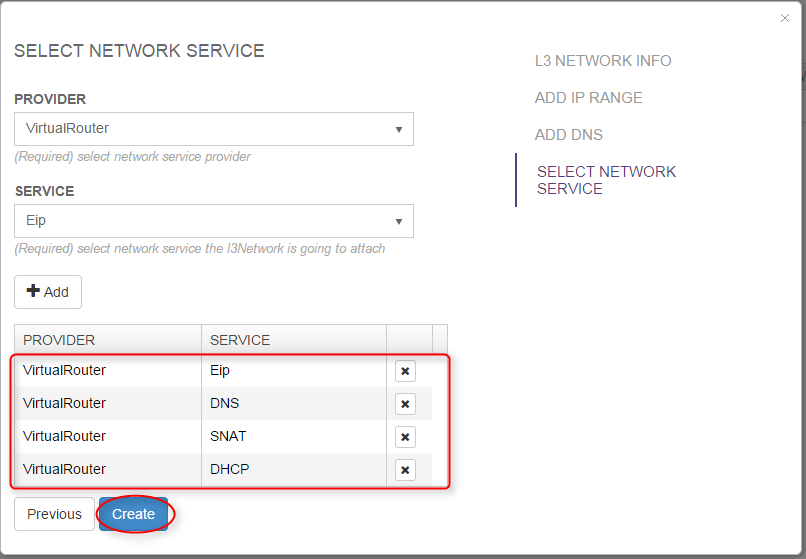 SELECT NETWORK SERVICE
PROVIDER
VirtualRouter
(Required) select network service provider
SERVICE
Eip
(Required) select network service the l3Network is going to attach
Add
PROVIDER SERVICE
VirtualRouter Eip
VirtualRouter DNS
VirtualRouter SNAT
VirtualRouter DHCP
Previous Create
L3 NETWORK INFO
ADD IP RANGE
ADD DNS
SELECT NETWORK
SERVICE